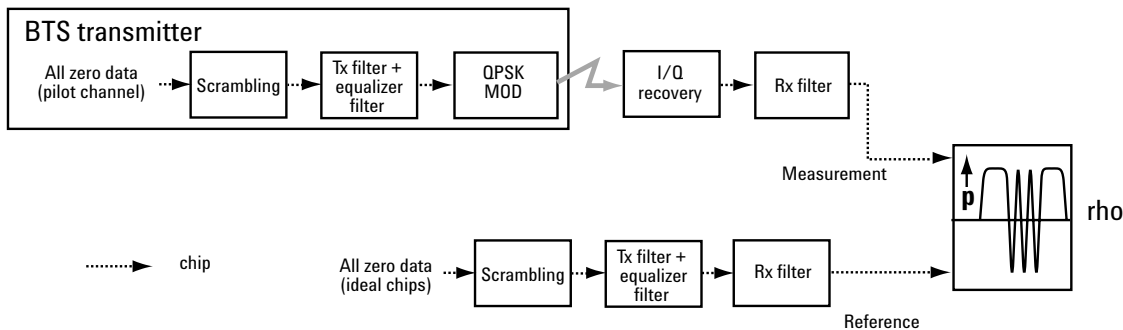 BTS transmitter
All zero data
(pilot channel)
Scrambling
Tx filter +
equalizer
filter
QPSK
MOD
I/Q
recovery
Rx filter
Measurement
p
rho
chip
All zero data
(ideal chips)
Scrambling
Tx filter +
equalizer
filter
Rx filter
Reference